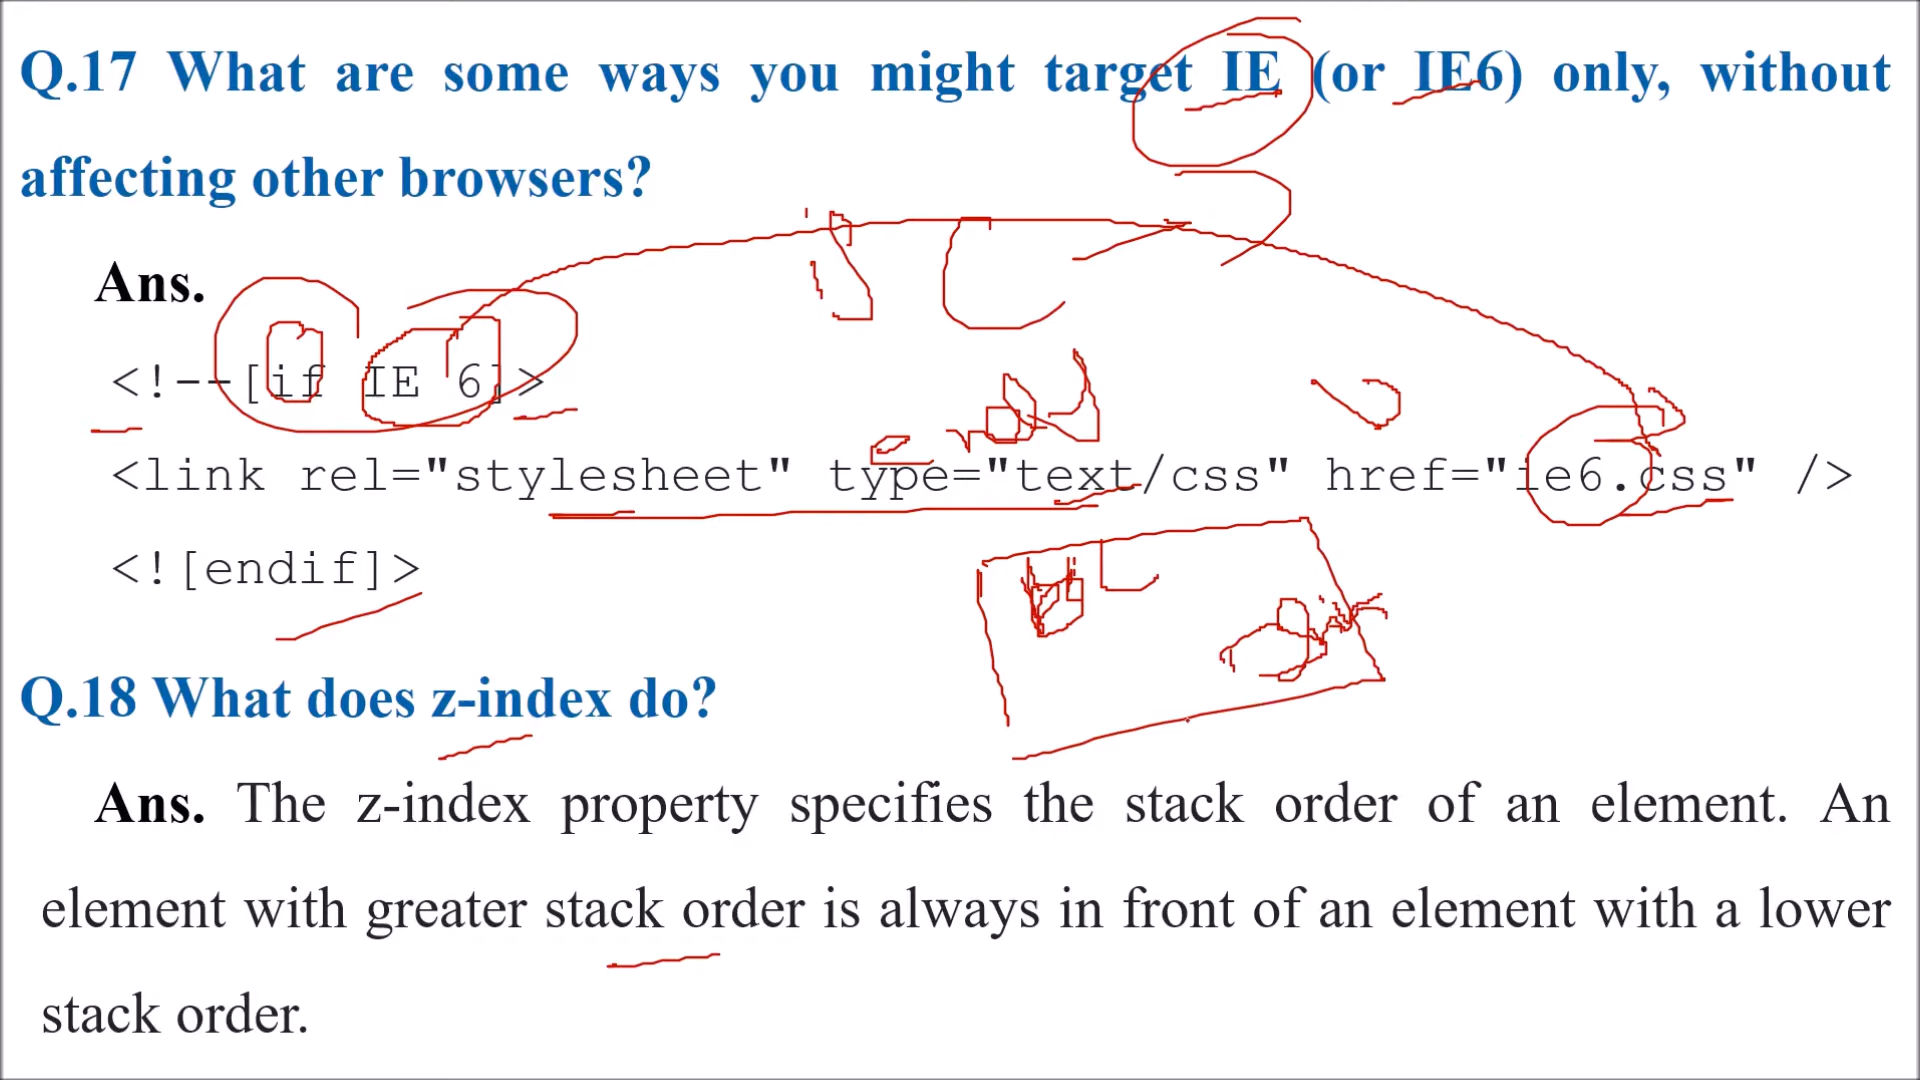 Q.17 What are some ways you might target IE (or IE6) only, without
affecting other browsers?
Ans.
<!--[if IE 6]>
<link rel="stylesheet" type="text/css" href="ie6.css" />
<![endif]>
Q.18 What does z-index do?
Ans. The z-index property specifies the stack order of an element. An
element with greater stack order is always in front of an element with a lower
stack order.